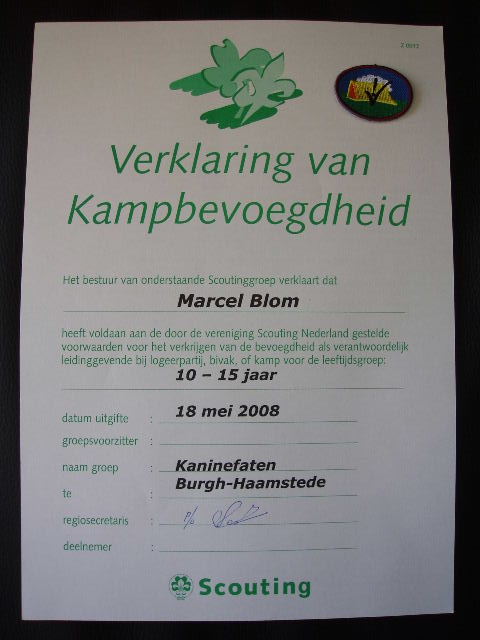 Z 0017
Verklaring van
Kampbevoegdheid
Het bestuur van onderstaande Scoutinggroep verklaart dat
Marcel Blom
heeft voldaan aan de door de vereniging Scouting Nederland gestelde
voorwaarden voor het verkrijgen van de bevoegdheid als verantwoordelijk
leidinggevende bij logeerpartij, bivak, of kamp voor de leeftijdsgroep:
10 – 15 jaar
datum uitgifte : 18 mei 2008
groepsvoorzitter :
naam groep : Kaninefaten
te : Burgh-Haamstede
regiosecretaris : p/o
deelnemer :
Scouting